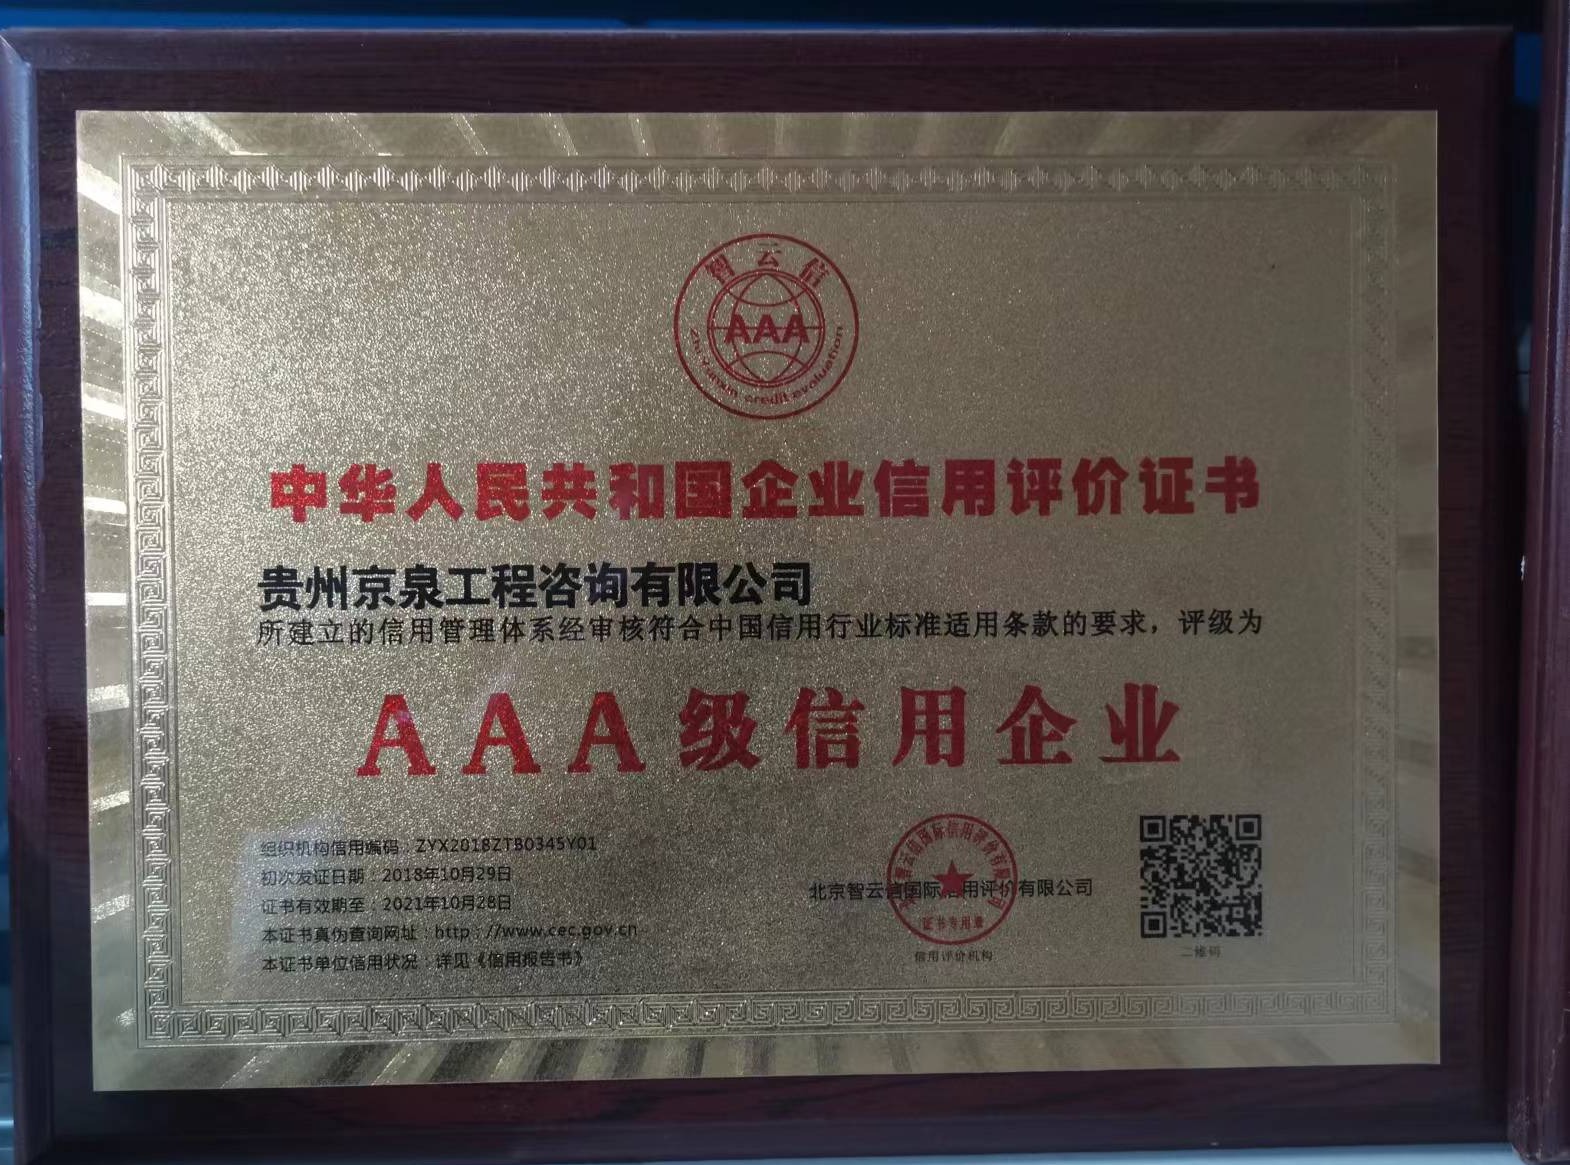 智云信
AAA
Zhi yunxin credit evaluation
中华人民共和国企业信用评价证书
贵州京泉工程咨询有限公司
所建立的信用管理体系经审核符合中国信用行业标准适用条款的要求，评级为
AAA级信用企业
组织机构信用编码：ZYX2018ZTB0345Y01
初次发证日期：2018年10月29日
证书有效期至：2021年10月28日
本证书真伪查询网址：http：//www.cec.gov.cn
本证书单位信用状况：详见《信用报告书》
北京智云信国际信用评价有限公司
证书专用章
信用评价机构
二维码